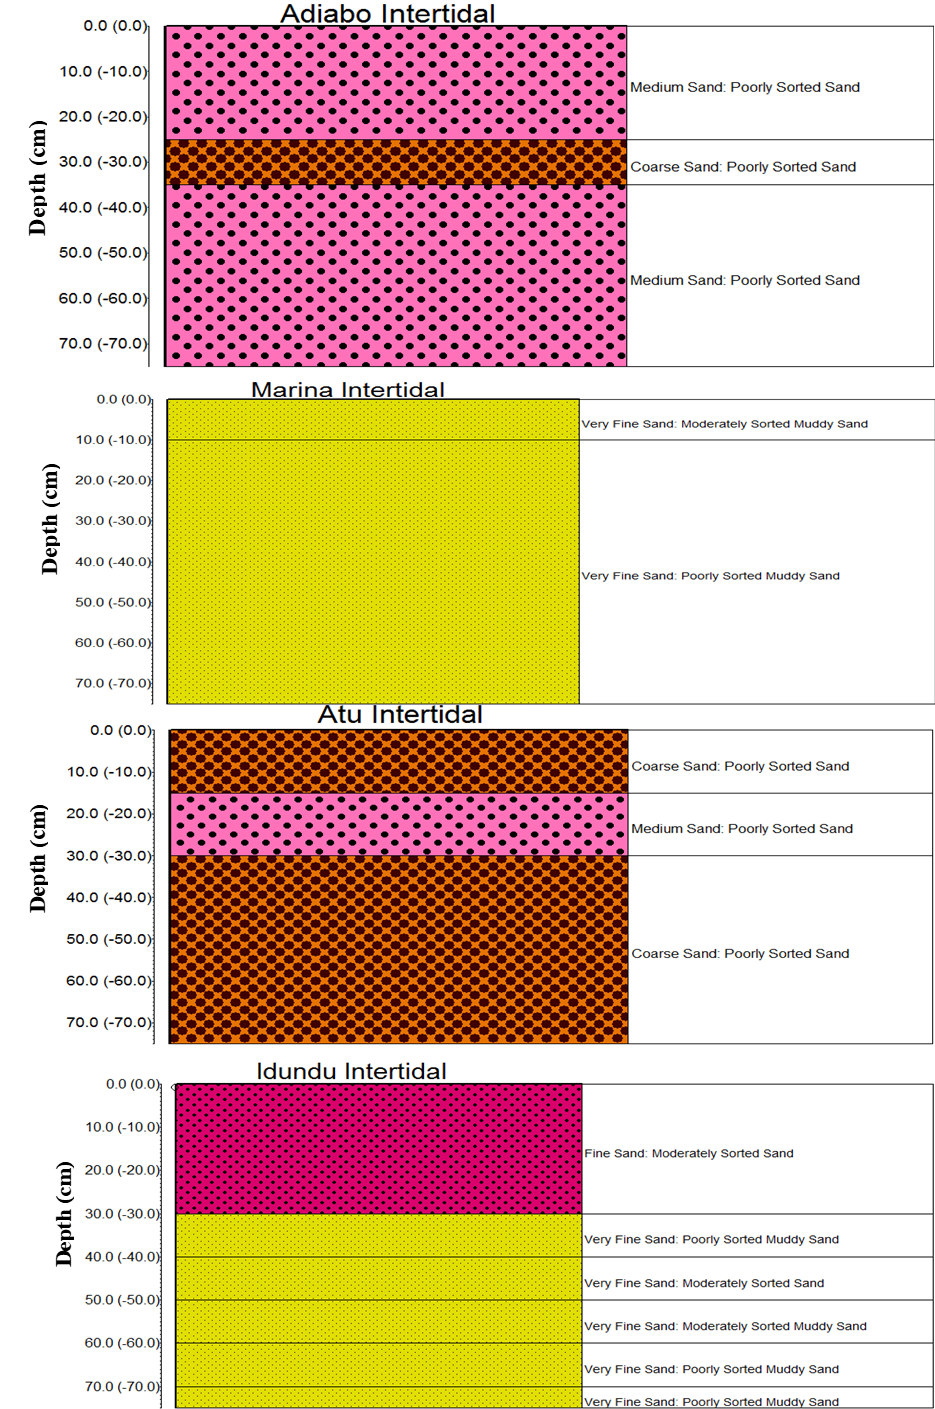 Adiabo Intertidal
0.0 (0.0)
10.0 (-10.0)
Medium Sand: Poorly Sorted Sand
20.0 (-20.0)
30.0 (-30.0)
Coarse Sand: Poorly Sorted Sand
40.0 (-40.0)
50.0 (-50.0)
Medium Sand: Poorly Sorted Sand
60.0 (-60.0)
70.0 (-70.0)
Depth (cm)
Marina Intertidal
0.0 (0.0)
Very Fine Sand: Moderately Sorted Muddy Sand
10.0 (-10.0)
20.0 (-20.0)
30.0 (-30.0)
40.0 (-40.0)
Very Fine Sand: Poorly Sorted Muddy Sand
50.0 (-50.0)
60.0 (-60.0)
70.0 (-70.0)
Depth (cm)
Atu Intertidal
0.0 (0.0)
Coarse Sand: Poorly Sorted Sand
10.0 (-10.0)
20.0 (-20.0)
Medium Sand: Poorly Sorted Sand
30.0 (-30.0)
40.0 (-40.0)
50.0 (-50.0)
Coarse Sand: Poorly Sorted Sand
60.0 (-60.0)
70.0 (-70.0)
Depth (cm)
Idundu Intertidal
0.0 (0.0)
10.0 (-10.0)
Fine Sand: Moderately Sorted Sand
20.0 (-20.0)
30.0 (-30.0)
Very Fine Sand: Poorly Sorted Muddy Sand
40.0 (-40.0)
Very Fine Sand: Moderately Sorted Sand
50.0 (-50.0)
Very Fine Sand: Moderately Sorted Muddy Sand
60.0 (-60.0)
Very Fine Sand: Poorly Sorted Muddy Sand
70.0 (-70.0)
Very Fine Sand: Poorly Sorted Muddy Sand
Depth (cm)